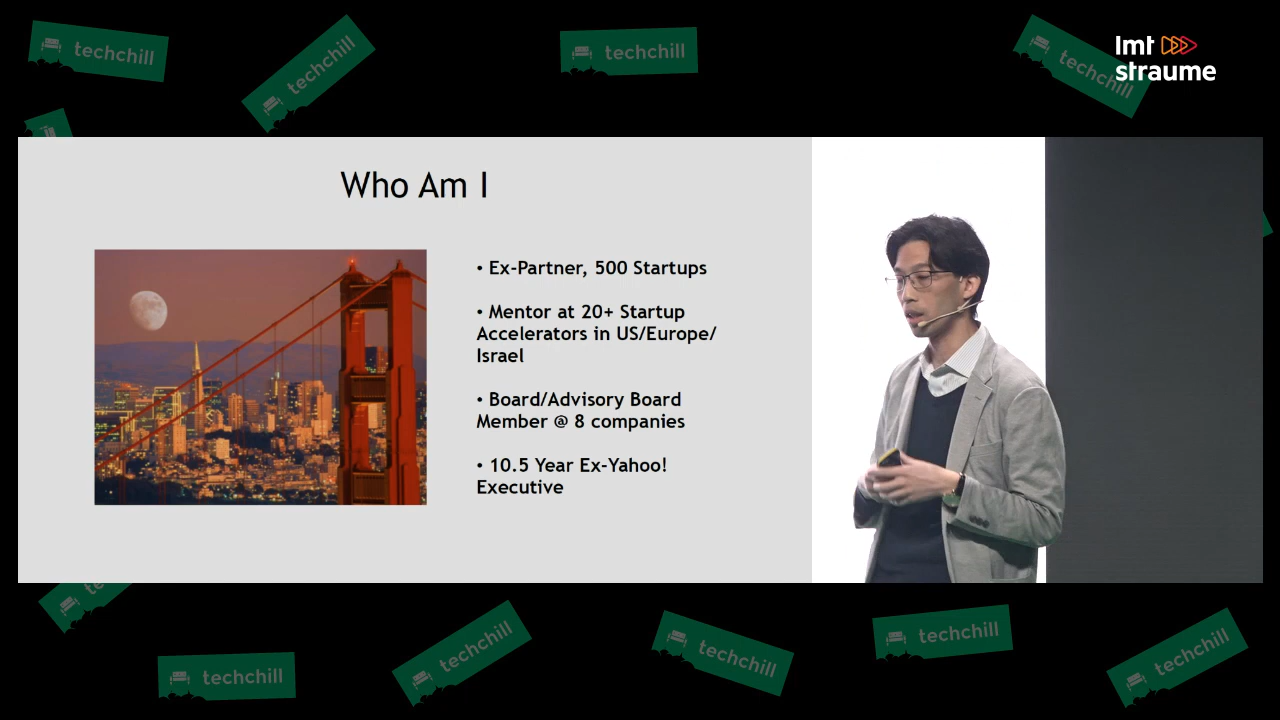 techchill
techchill
techchill
techchill
lmt
straume
Who Am I
• Ex-Partner, 500 Startups
• Mentor at 20+ Startup
Accelerators in US/Europe/
Israel
• Board/Advisory Board
Member @ 8 companies
• 10.5 Year Ex-Yahoo!
Executive
techchill
techchill
techchill
techchill
techchill